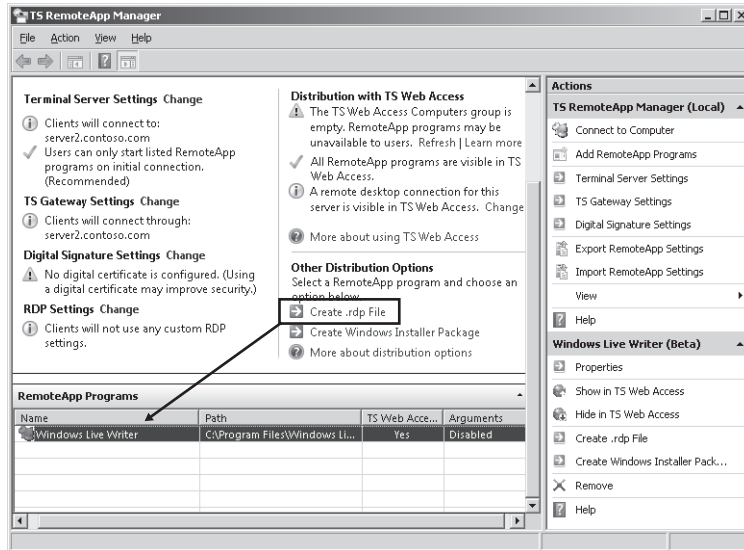 TS RemoteApp Manager
File Action View Help
Terminal Server Settings Change
Clients will connect to:
server2.contoso.com
Users can only start listed RemoteApp
programs on initial connection.
(Recommended)
TS Gateway Settings Change
Clients will connect through:
server2.contoso.com
Digital Signature Settings Change
No digital certificate is configured. (Using
a digital certificate may improve security.)
RDP Settings Change
Clients will not use any custom RDP
settings.
Distribution with TS Web Access
The TS Web Access Computers group is
empty. RemoteApp programs may be
unavailable to users. Refresh | Learn more
All RemoteApp programs are visible in TS
Web Access.
A remote desktop connection for this
server is visible in TS Web Access. Change
More about using TS Web Access
Other Distribution Options
Select a RemoteApp program and choose an
option below.
Create .rdp File
Create Windows Installer Package
More about distribution options
RemoteApp Programs
Name Path TS Web Acce... Arguments
Windows Live Writer C:\Program Files\Windows Li... Yes Disabled
Actions
TS RemoteApp Manager (Local)
Connect to Computer
Add RemoteApp Programs
Terminal Server Settings
TS Gateway Settings
Digital Signature Settings
Export RemoteApp Settings
Import RemoteApp Settings
View
Help
Windows Live Writer (Beta)
Properties
Show in TS Web Access
Hide in TS Web Access
Create .rdp File
Create Windows Installer Pack...
Remove
Help